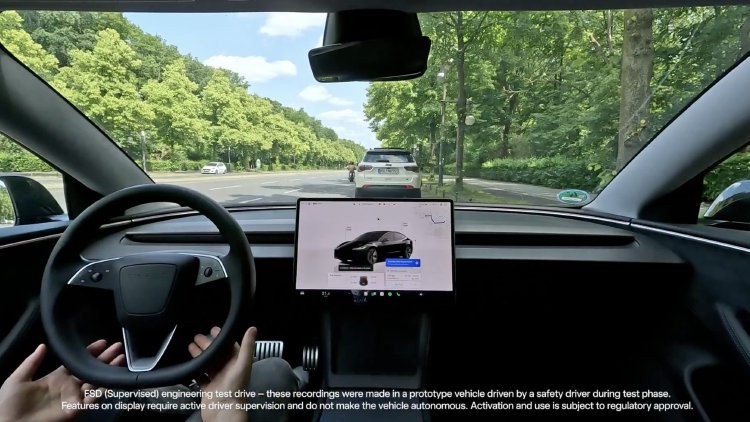 FSD (Supervised) engineering test drive – these recordings were made in a prototype vehicle driven by a safety driver during test phase.
Features on display require active driver supervision and do not make the vehicle autonomous. Activation and use is subject to regulatory approval.